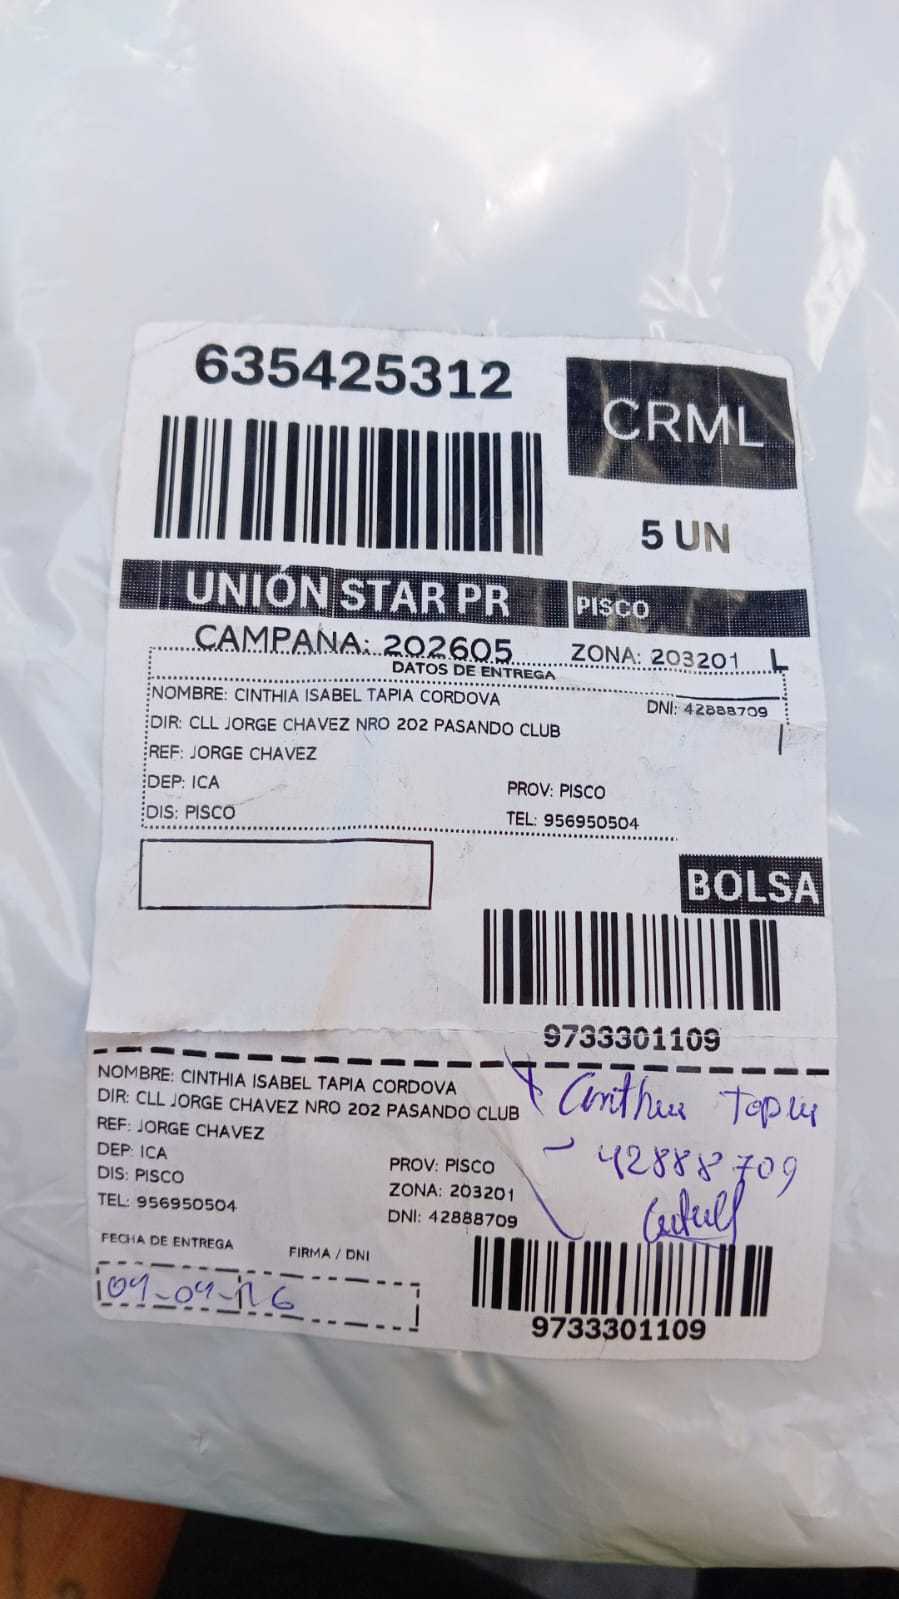 635425312
CRML
5 UN
UNIÓN STAR PR
PISCO
CAMPAÑA: 202605
ZONA: 203201 L
DATOS DE ENTREGA
NOMBRE: CINTHIA ISABEL TAPIA CORDOVA
DNI: 42888709
DIR: CLL JORGE CHAVEZ NRO 202 PASANDO CLUB
REF: JORGE CHAVEZ
DEP: ICA
PROV: PISCO
DIS: PISCO
TEL: 956950504
BOLSA
9733301109
NOMBRE: CINTHIA ISABEL TAPIA CORDOVA
DIR: CLL JORGE CHAVEZ NRO 202 PASANDO CLUB
REF: JORGE CHAVEZ
DEP: ICA
PROV: PISCO
DIS: PISCO
ZONA: 203201
TEL: 956950504
DNI: 42888709
Cinthia Tapia
42888709
FECHA DE ENTREGA
FIRMA / DNI
9733301109